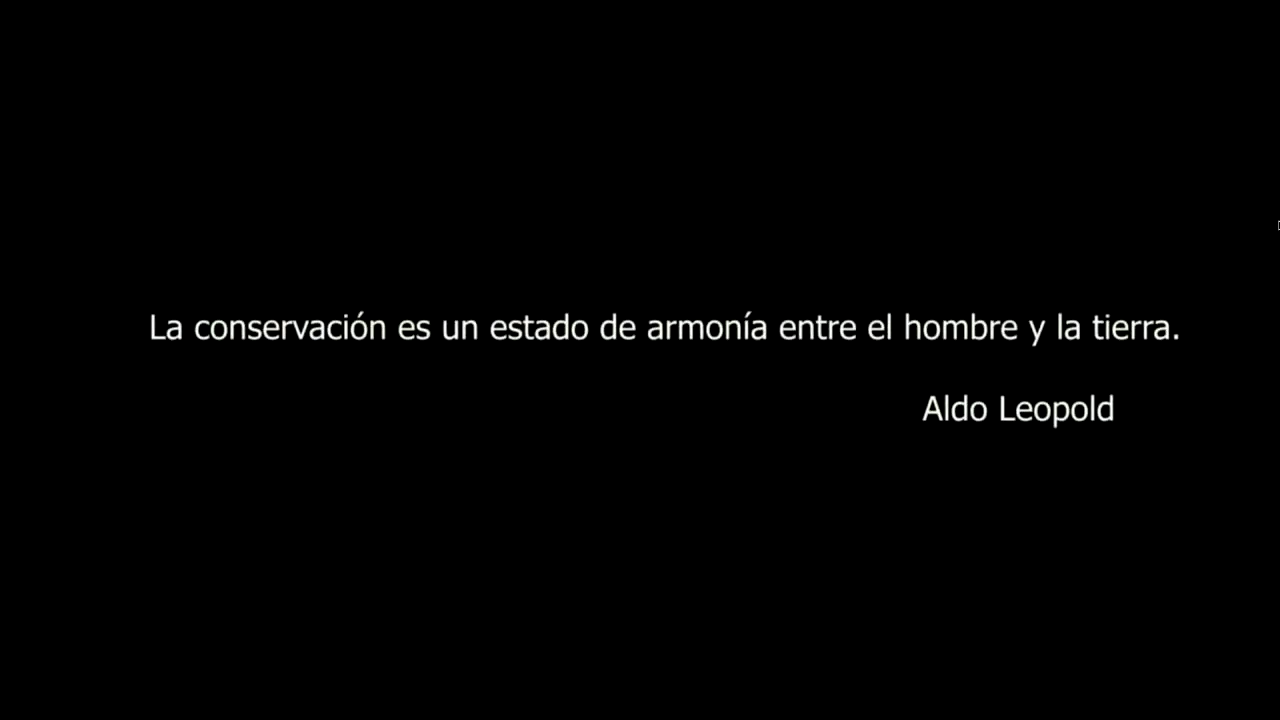 La conservación es un estado de armonía entre el hombre y la tierra.
Aldo Leopold